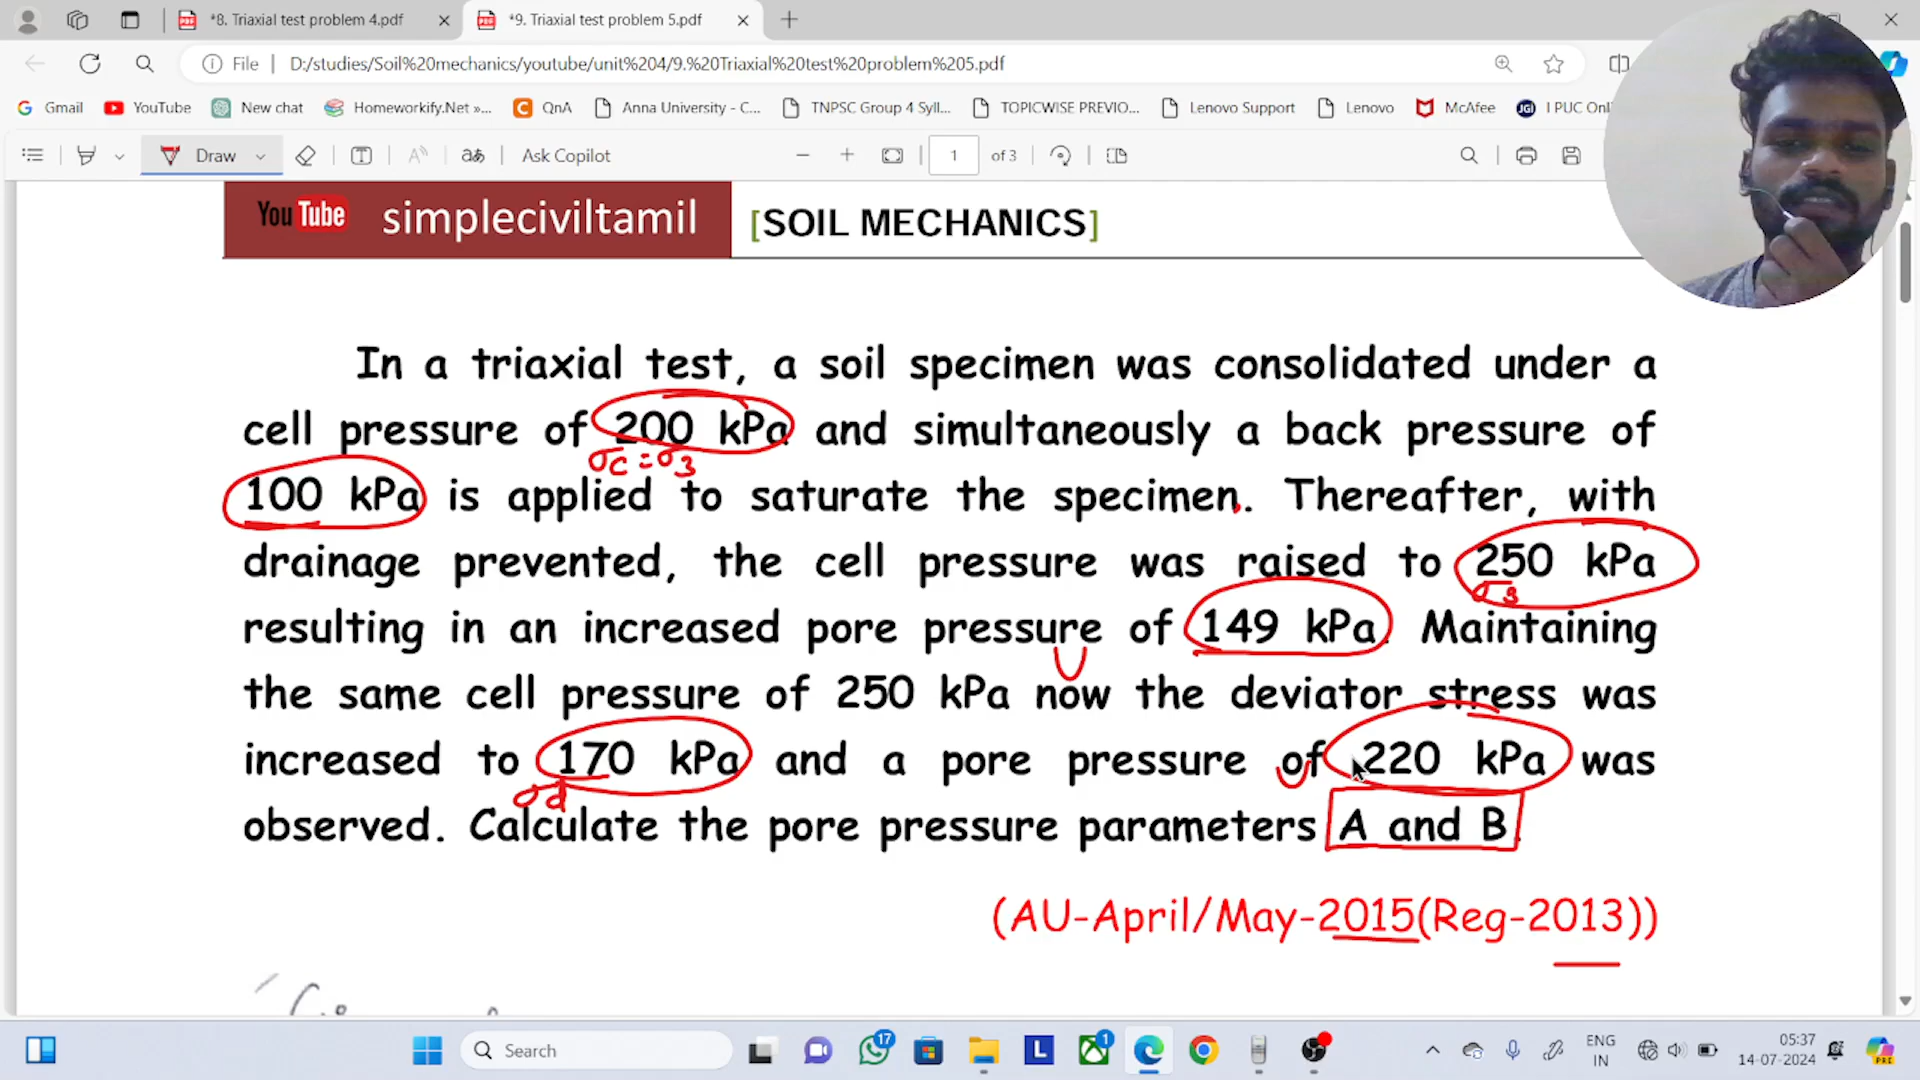 *8. Triaxial test problem 4.pdf
*9. Triaxial test problem 5.pdf
File
D:/studies/Soil%20mechanics/youtube/unit%204/9.%20Triaxial%20test%20problem%205.pdf
Gmail YouTube New chat Homeworkify.Net »... QnA Anna University - C... TNPSC Group 4 Syll... TOPICWISE PREVIO... Lenovo Support Lenovo McAfee I PUC Onl
Draw Ask Copilot 1 of 3
YouTube simpleciviltamil [SOIL MECHANICS]
In a triaxial test, a soil specimen was consolidated under a
cell pressure of 200 kPa and simultaneously a back pressure of
σc = σ3
100 kPa is applied to saturate the specimen. Thereafter, with
drainage prevented, the cell pressure was raised to 250 kPa
σ3
resulting in an increased pore pressure of 149 kPa. Maintaining
U
the same cell pressure of 250 kPa now the deviator stress was
increased to 170 kPa and a pore pressure of 220 kPa was
σd U
observed. Calculate the pore pressure parameters A and B
(AU-April/May-2015(Reg-2013))
Search
17
1
ENG
IN
05:37
14-07-2024